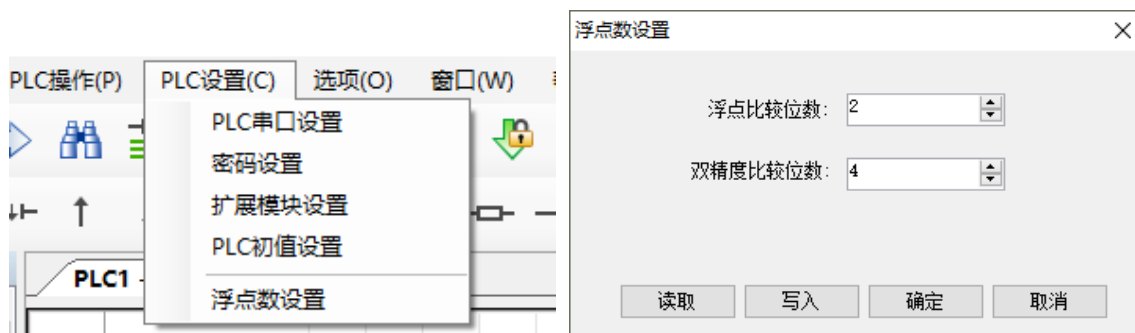 PLC操作(P) PLC设置(C) 选项(O) 窗口(W)
PLC串口设置
密码设置
扩展模块设置
PLC初值设置
浮点数设置
PLC1 -
浮点数设置
浮点比较位数: 2
双精度比较位数: 4
读取 写入 确定 取消